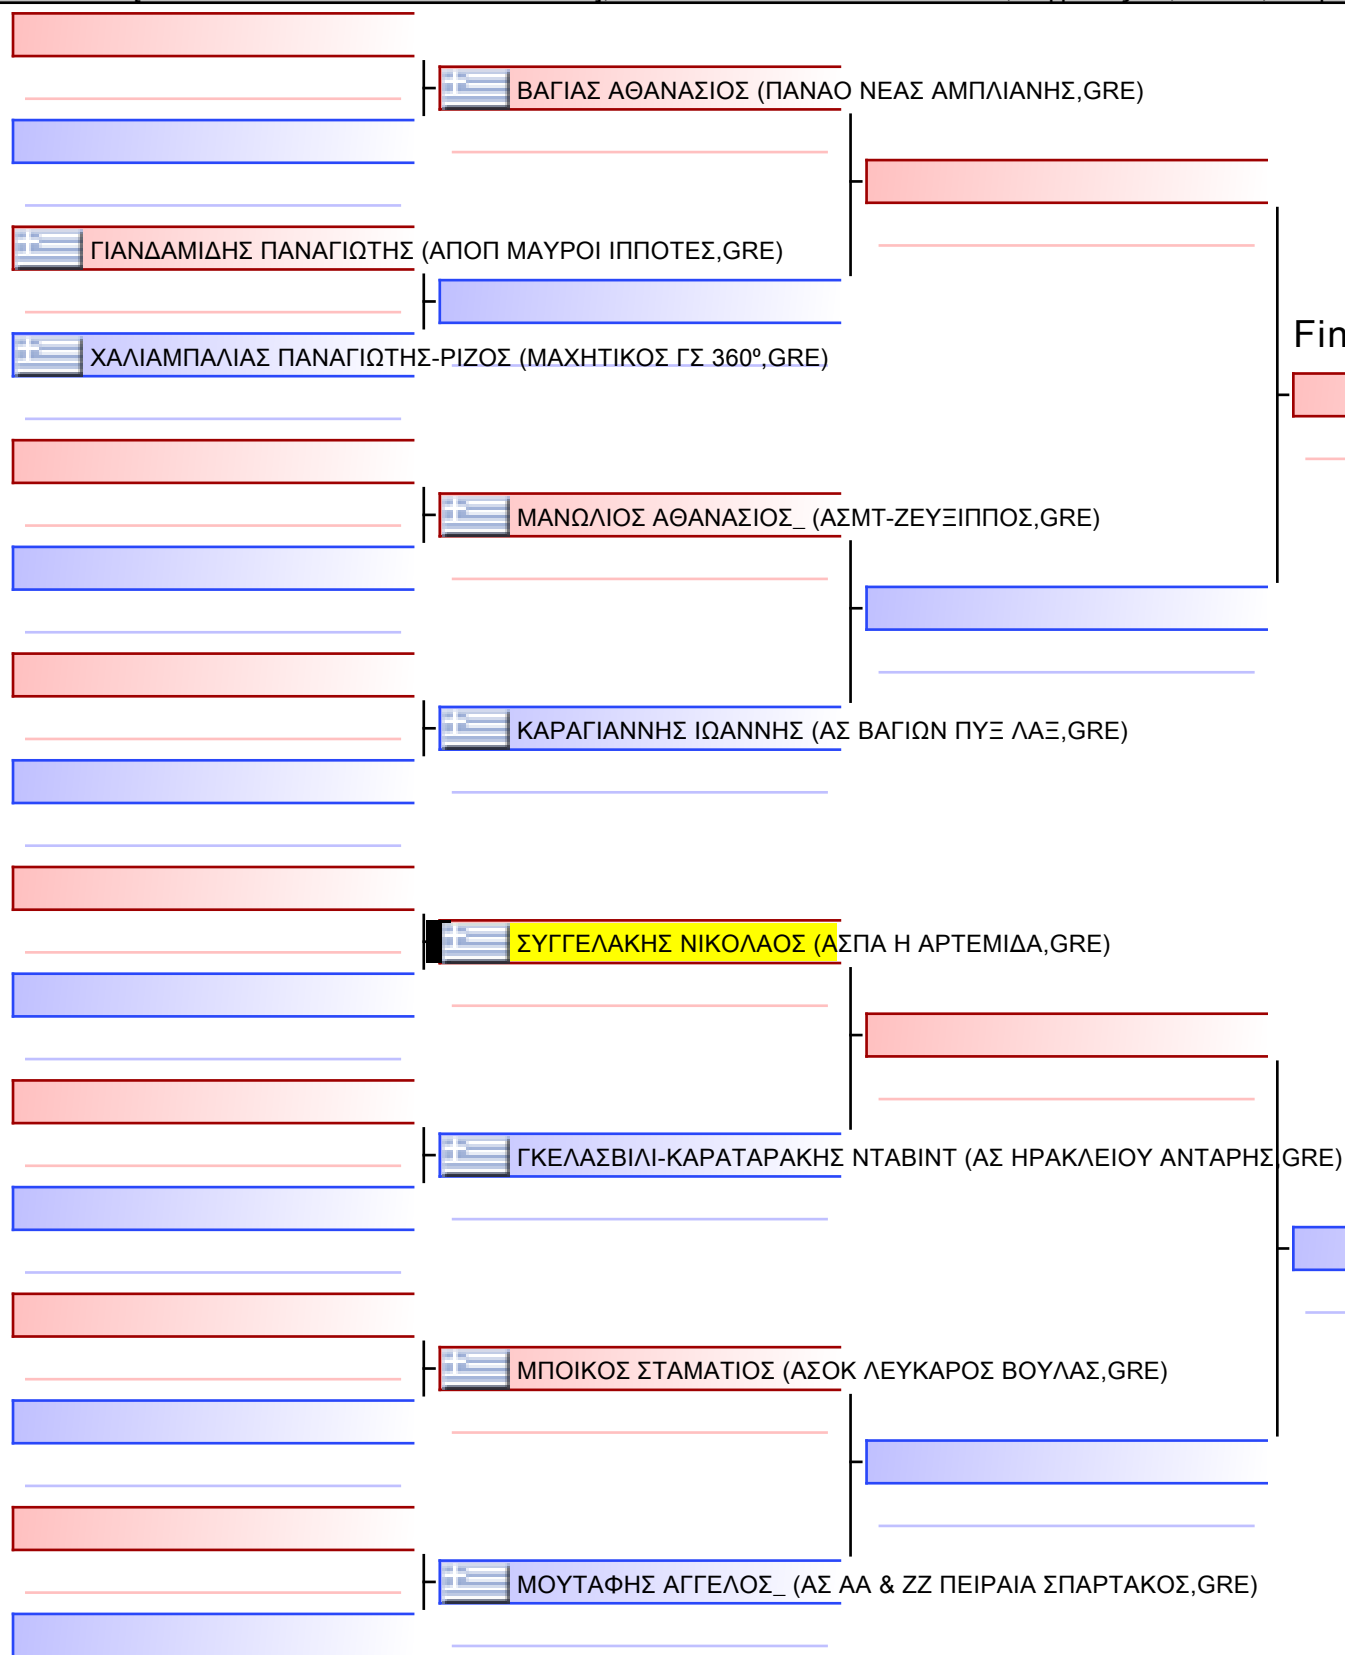 ΒΑΓΙΑΣ ΑΘΑΝΑΣΙΟΣ (ΠΑΝΑΟ ΝΕΑΣ ΑΜΠΛΙΑΝΗΣ,GRE)
ΓΙΑΝΔΑΜΙΔΗΣ ΠΑΝΑΓΙΩΤΗΣ (ΑΠΟΠ ΜΑΥΡΟΙ ΙΠΠΟΤΕΣ,GRE)
Fin
ΧΑΛΙΑΜΠΑΛΙΑΣ ΠΑΝΑΓΙΩΤΗΣ-ΡΙΖΟΣ (ΜΑΧΗΤΙΚΟΣ ΓΣ 360º,GRE)
ΜΑΝΩΛΙΟΣ ΑΘΑΝΑΣΙΟΣ_ (ΑΣΜΤ-ΖΕΥΞΙΠΠΟΣ,GRE)
ΚΑΡΑΓΙΑΝΝΗΣ ΙΩΑΝΝΗΣ (ΑΣ ΒΑΓΙΩΝ ΠΥΞ ΛΑΞ,GRE)
ΣΥΓΓΕΛΑΚΗΣ ΝΙΚΟΛΑΟΣ (ΑΣΠΑ Η ΑΡΤΕΜΙΔΑ,GRE)
ΓΚΕΛΑΣΒΙΛΙ-ΚΑΡΑΤΑΡΑΚΗΣ ΝΤΑΒΙΝΤ (ΑΣ ΗΡΑΚΛΕΙΟΥ ΑΝΤΑΡΗΣ,GRE)
ΜΠΟΙΚΟΣ ΣΤΑΜΑΤΙΟΣ (ΑΣΟΚ ΛΕΥΚΑΡΟΣ ΒΟΥΛΑΣ,GRE)
ΜΟΥΤΑΦΗΣ ΑΓΓΕΛΟΣ_ (ΑΣ ΑΑ & ΖΖ ΠΕΙΡΑΙΑ ΣΠΑΡΤΑΚΟΣ,GRE)